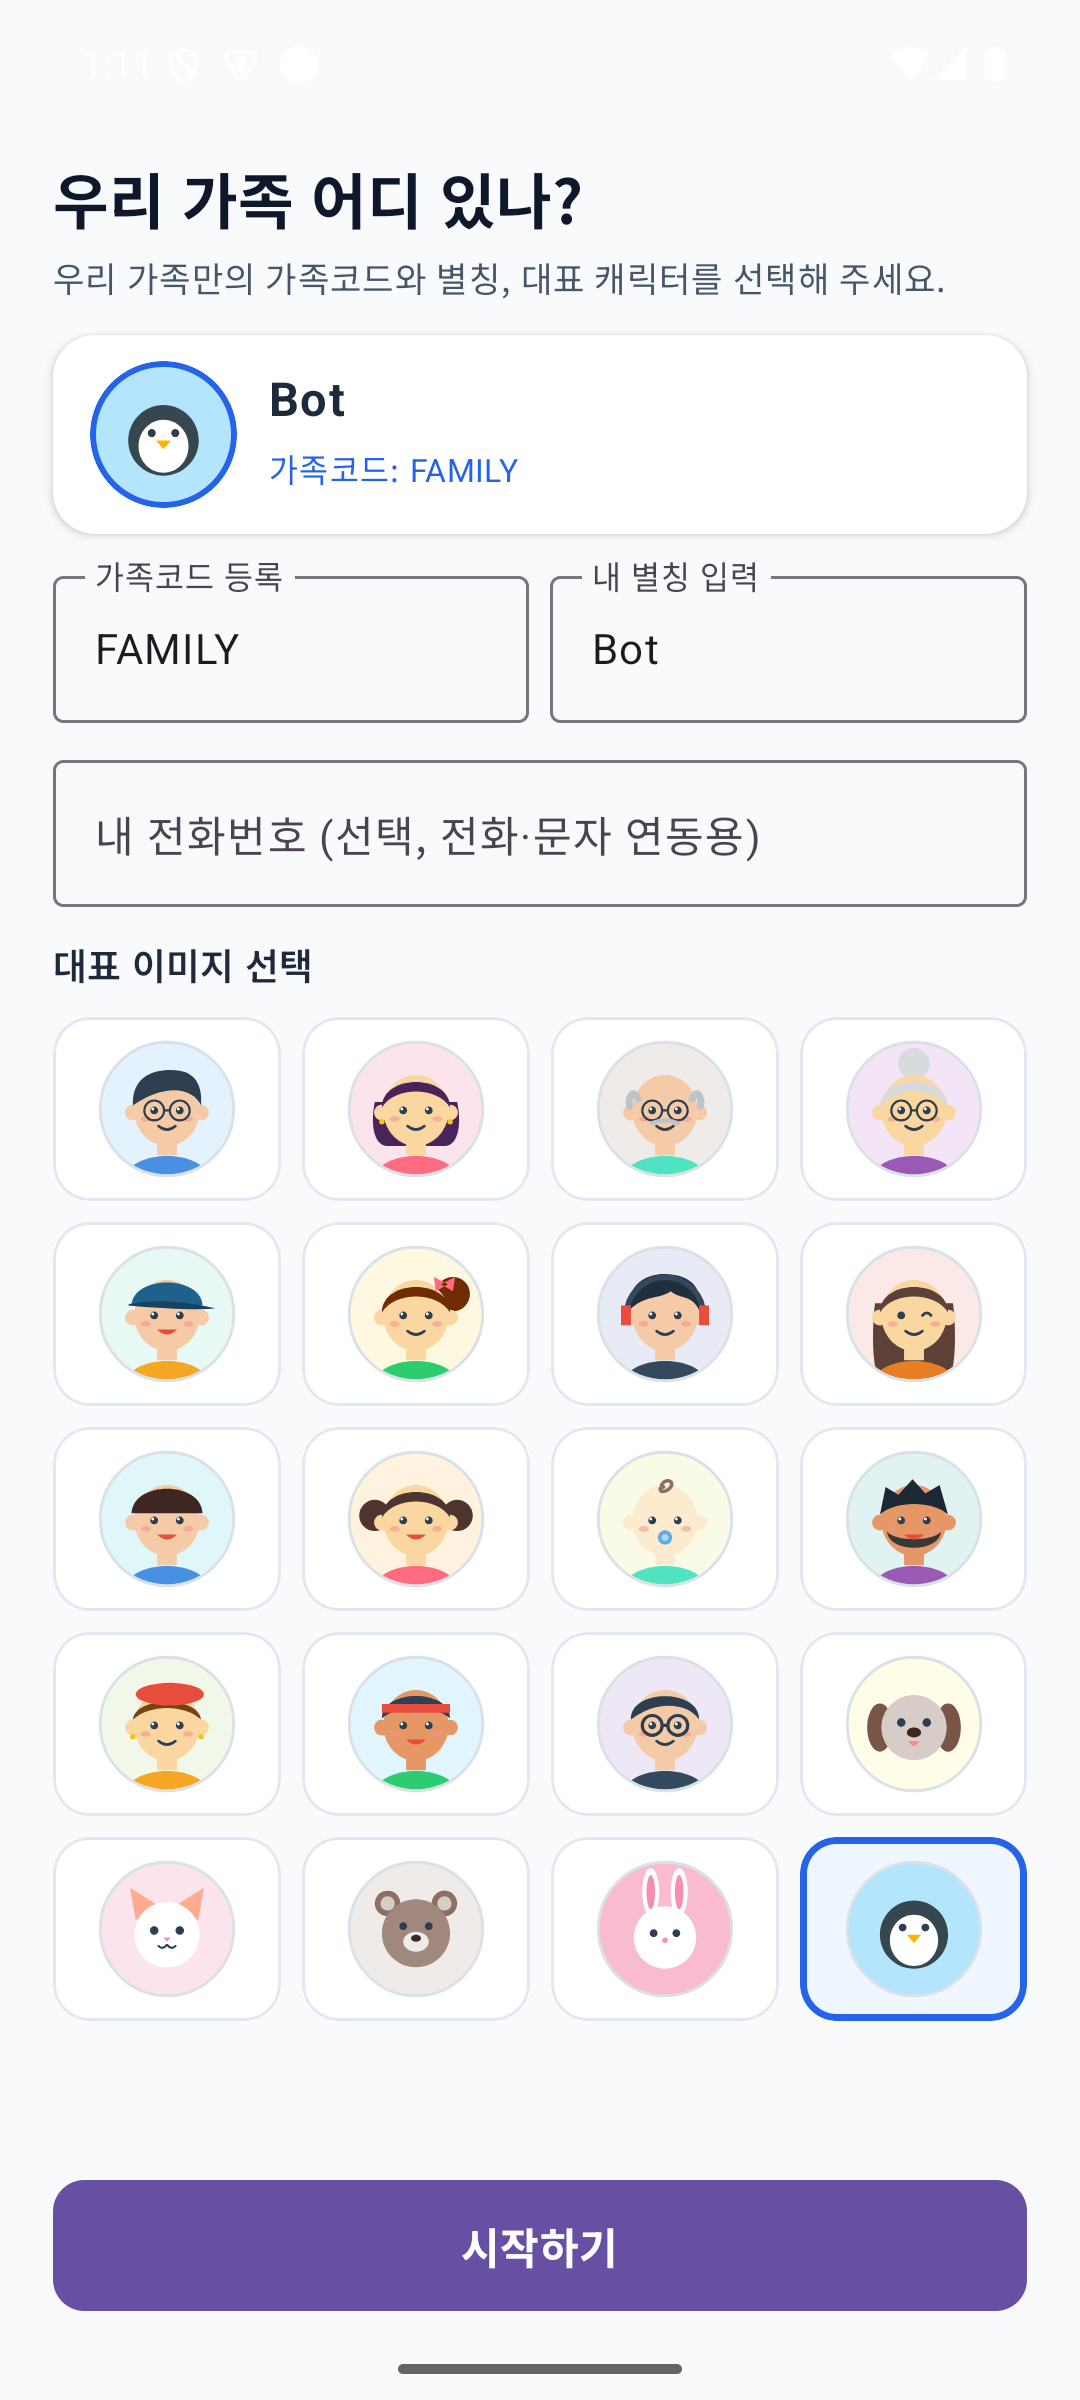 1:11
우리 가족 어디 있나?
우리 가족만의 가족코드와 별칭, 대표 캐릭터를 선택해 주세요.
Bot
가족코드: FAMILY
가족코드 등록
내 별칭 입력
FAMILY
Bot
내 전화번호 (선택, 전화·문자 연동용)
대표 이미지 선택
시작하기